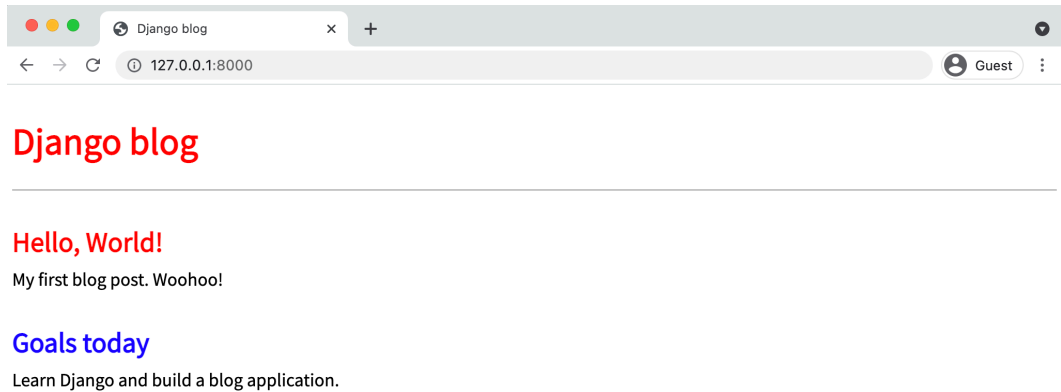 Django blog
127.0.0.1:8000
Guest
Django blog
Hello, World!
My first blog post. Woohoo!
Goals today
Learn Django and build a blog application.